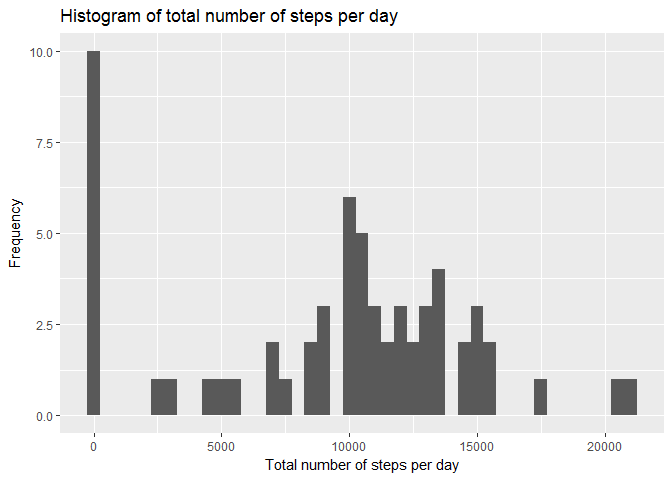 Histogram of total number of steps per day
10.0
7.5
5.0
2.5
0.0
Frequency
0 5000 10000 15000 20000
Total number of steps per day